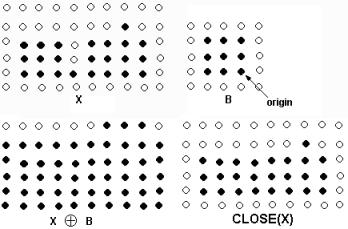 X
B
origin
X ⊕ B
CLOSE(X)